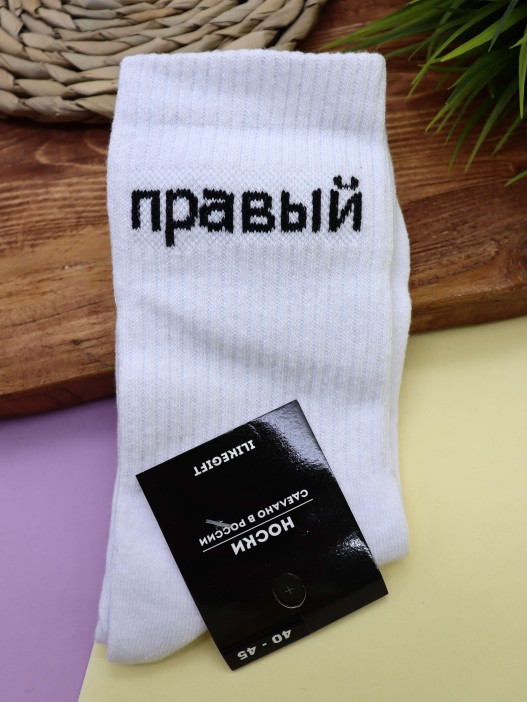 правый
ILIKEGIFT
НОСКИ
СДЕЛАНО В РОССИИ
40 - 45